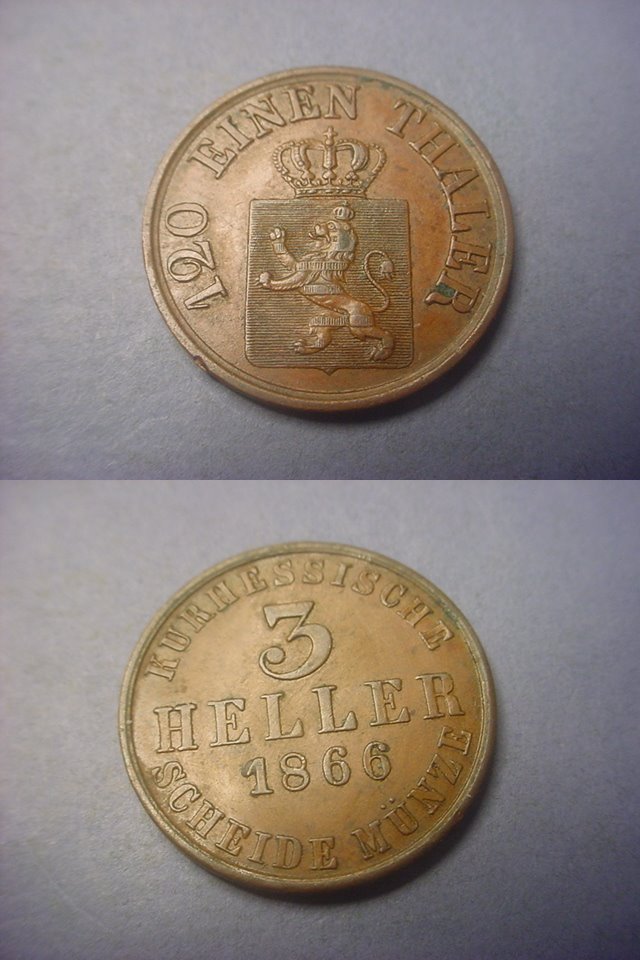 120 EINEN THALER
KURHESSISCHE
3
HELLER
1866
SCHEIDE MÜNZE